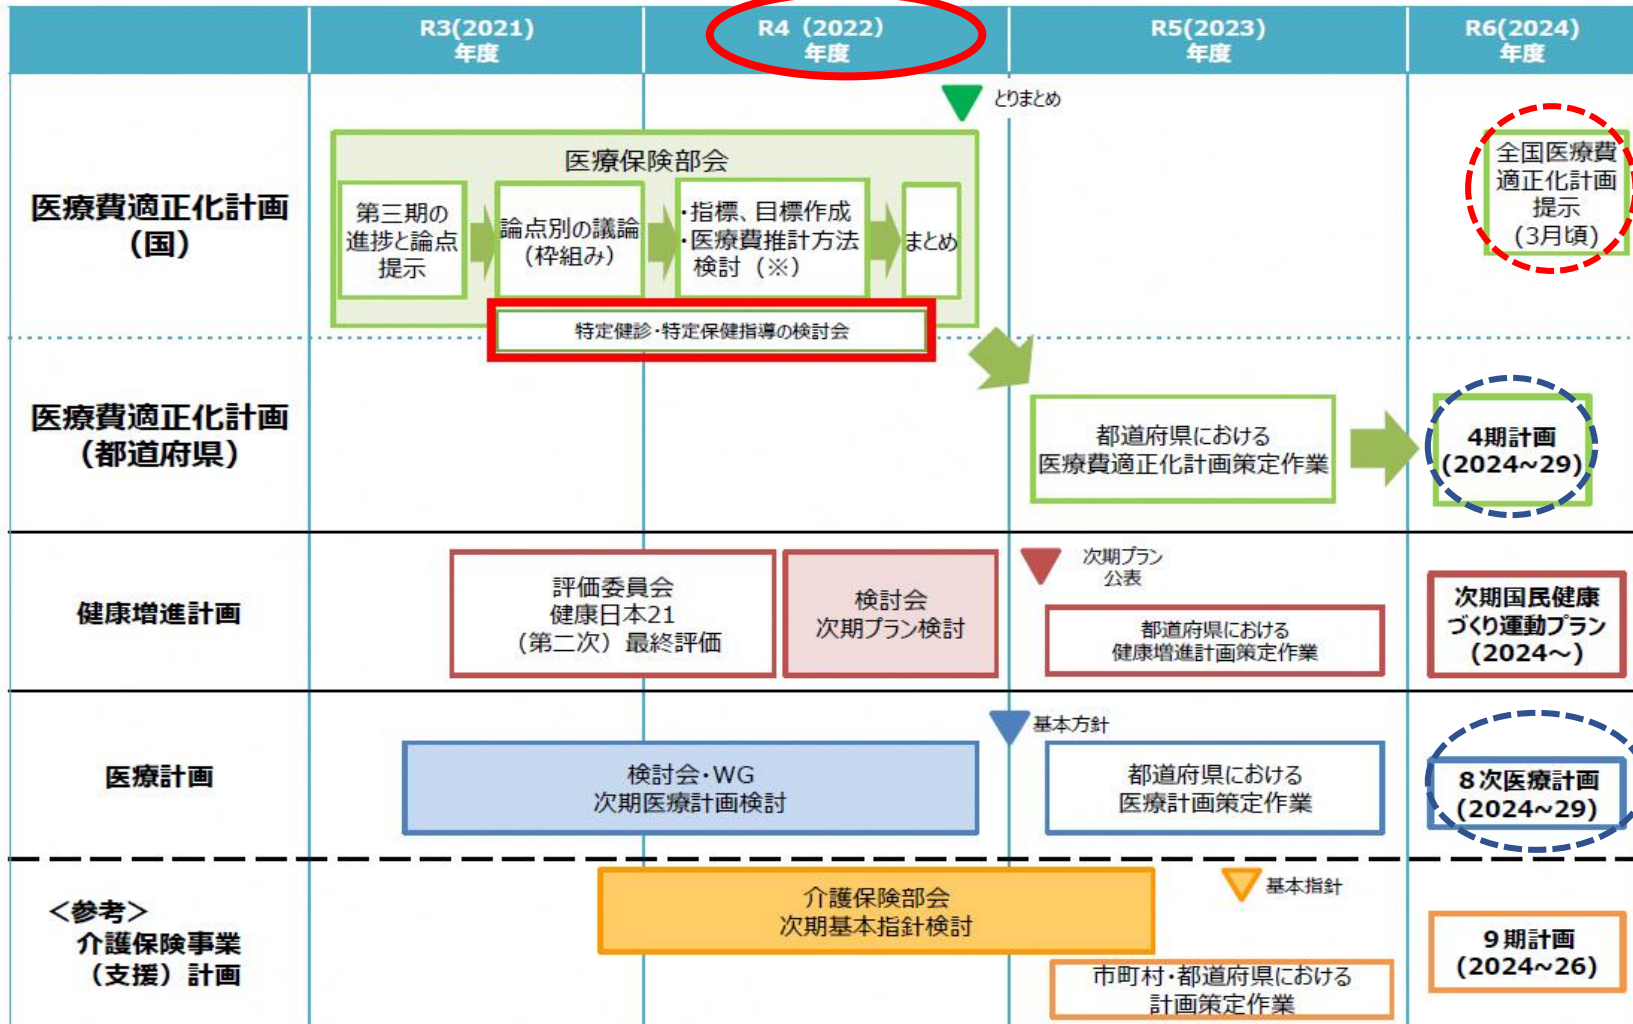 R3(2021)
年度
R4（2022）
年度
R5(2023)
年度
R6(2024)
年度
医療費適正化計画
（国）
とりまとめ
医療保険部会
第三期の
進捗と論点
提示
論点別の議論
（枠組み）
・指標、目標作成
・医療費推計方法
検討（※）
まとめ
特定健診・特定保健指導の検討会
全国医療費
適正化計画
提示
（3月頃）
医療費適正化計画
（都道府県）
都道府県における
医療費適正化計画策定作業
4期計画
(2024~29)
健康増進計画
評価委員会
健康日本21
（第二次）最終評価
検討会
次期プラン検討
次期プラン
公表
都道府県における
健康増進計画策定作業
次期国民健康
づくり運動プラン
(2024～)
医療計画
検討会・WG
次期医療計画検討
基本方針
都道府県における
医療計画策定作業
８次医療計画
(2024~29)
＜参考＞
介護保険事業
（支援）計画
介護保険部会
次期基本指針検討
基本指針
市町村・都道府県における
計画策定作業
９期計画
(2024~26)